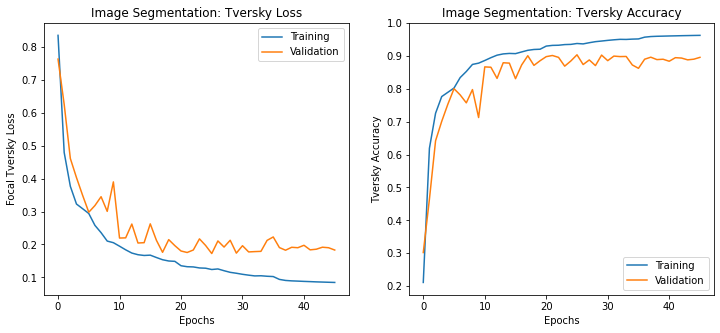 Image Segmentation: Tversky Loss
Focal Tversky Loss
0.8
0.7
0.6
0.5
0.4
0.3
0.2
0.1
0
10
20
30
40
Epochs
Training
Validation
Image Segmentation: Tversky Accuracy
Tversky Accuracy
1.0
0.9
0.8
0.7
0.6
0.5
0.4
0.3
0.2
0
10
20
30
40
Epochs
Training
Validation